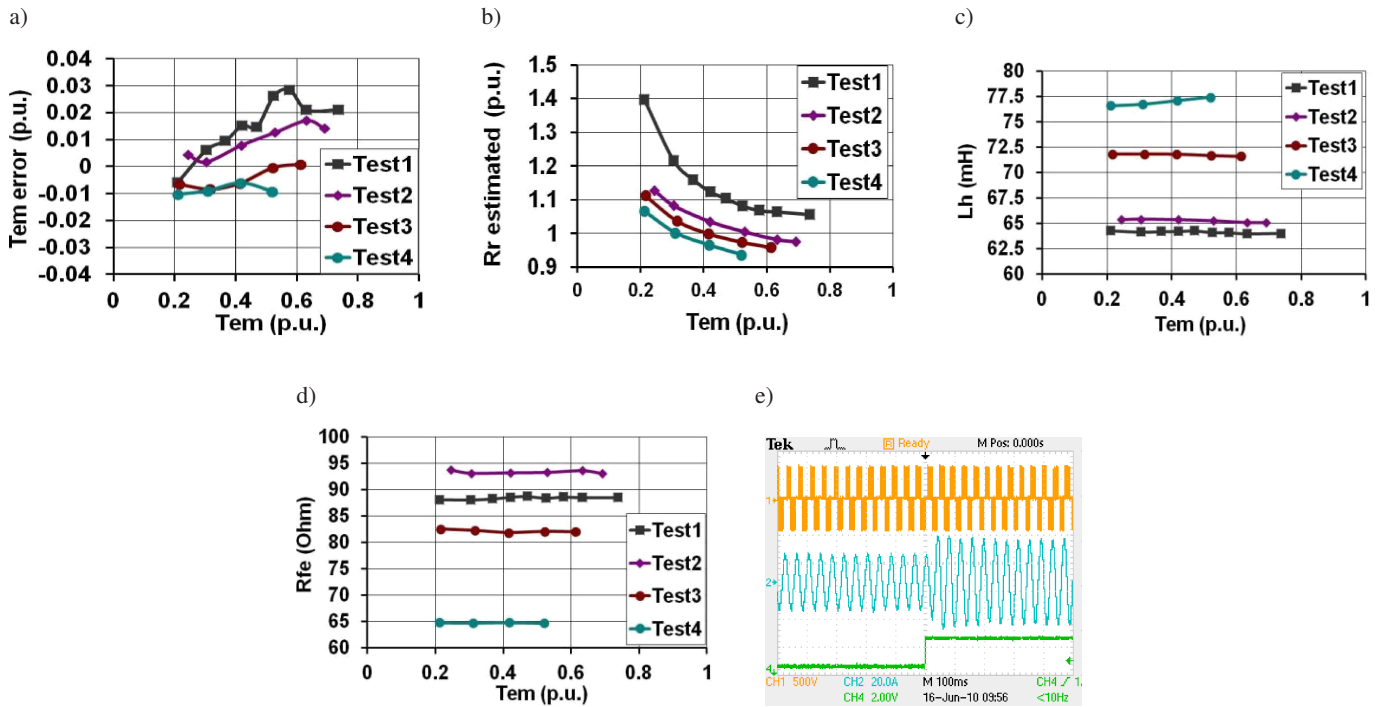 a)
b)
c)
0.04
0.03
0.02
0.01
0
-0.01
-0.02
-0.03
-0.04
Tem error (p.u.)
0
0.2
0.4
0.6
0.8
1
Tem (p.u.)
Test1
Test2
Test3
Test4
1.5
1.4
1.3
1.2
1.1
1
0.9
Rr estimated (p.u.)
0
0.2
0.4
0.6
0.8
1
Tem (p.u.)
Test1
Test2
Test3
Test4
80
77.5
75
72.5
70
67.5
65
62.5
60
Lh (mH)
0
0.2
0.4
0.6
0.8
1
Tem (p.u.)
Test1
Test2
Test3
Test4
d)
e)
100
95
90
85
80
75
70
65
60
Rfe (Ohm)
0
0.2
0.4
0.6
0.8
1
Tem (p.u.)
Test1
Test2
Test3
Test4
Tek R Ready M Pos: 0.000s
1
2
4
CH1 500V CH2 20.0A M 100ms CH4 1.
CH4 2.00V 16-Jun-10 09:56 <10Hz